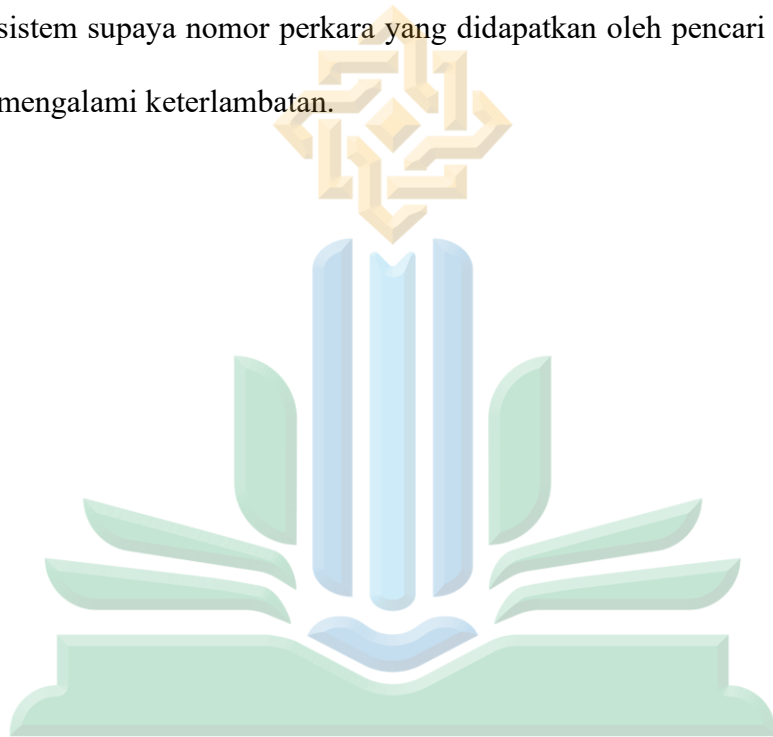 sistem supaya nomor perkara yang didapatkan oleh pencari
mengalami keterlambatan.